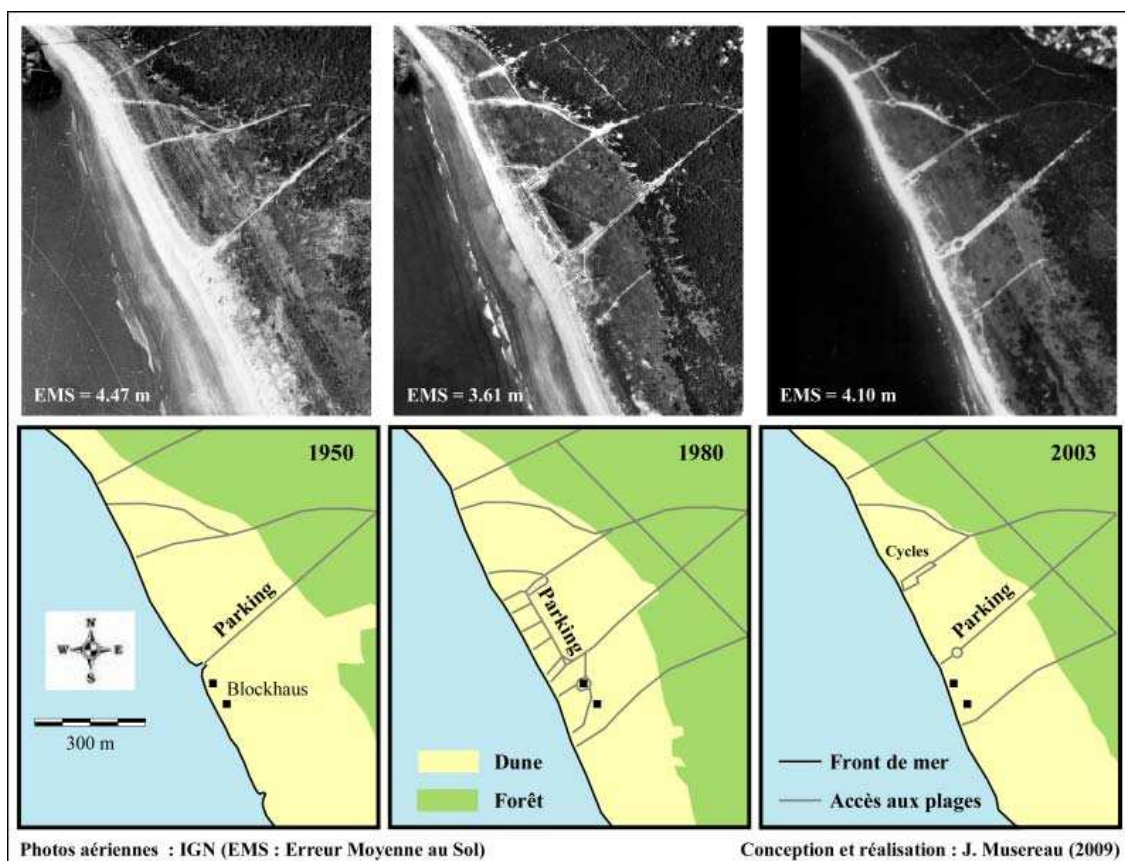 EMS = 4.47 m
EMS = 3.61 m
EMS = 4.10 m
1950
Parking
N
W E
S
Blockhaus
300 m
1980
Parking
Dune
Forêt
2003
Cycles
Parking
Front de mer
Accès aux plages
Photos aériennes : IGN (EMS : Erreur Moyenne au Sol)
Conception et réalisation : J. Musereau (2009)